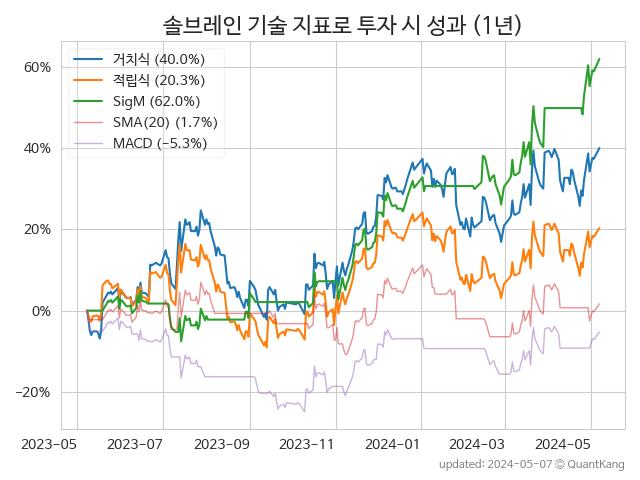 솔브레인 기술 지표로 투자 시 성과 (1년)
거치식 (40.0%)
적립식 (20.3%)
SigM (62.0%)
SMA(20) (1.7%)
MACD (−5.3%)
60%
40%
20%
0%
−20%
2023-05 2023-07 2023-09 2023-11 2024-01 2024-03 2024-05
updated: 2024-05-07 © QuantKang